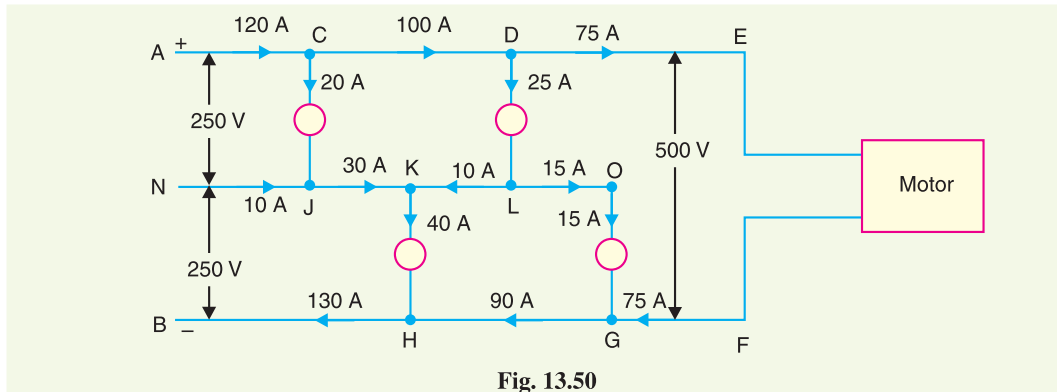 120 A C 100 A D 75 A E
A +
20 A 25 A
250 V 500 V
30 A K 10 A 15 A O
N Motor
10 A J L
40 A 15 A
250 V
130 A 90 A 75 A
B –
H G F
Fig. 13.50